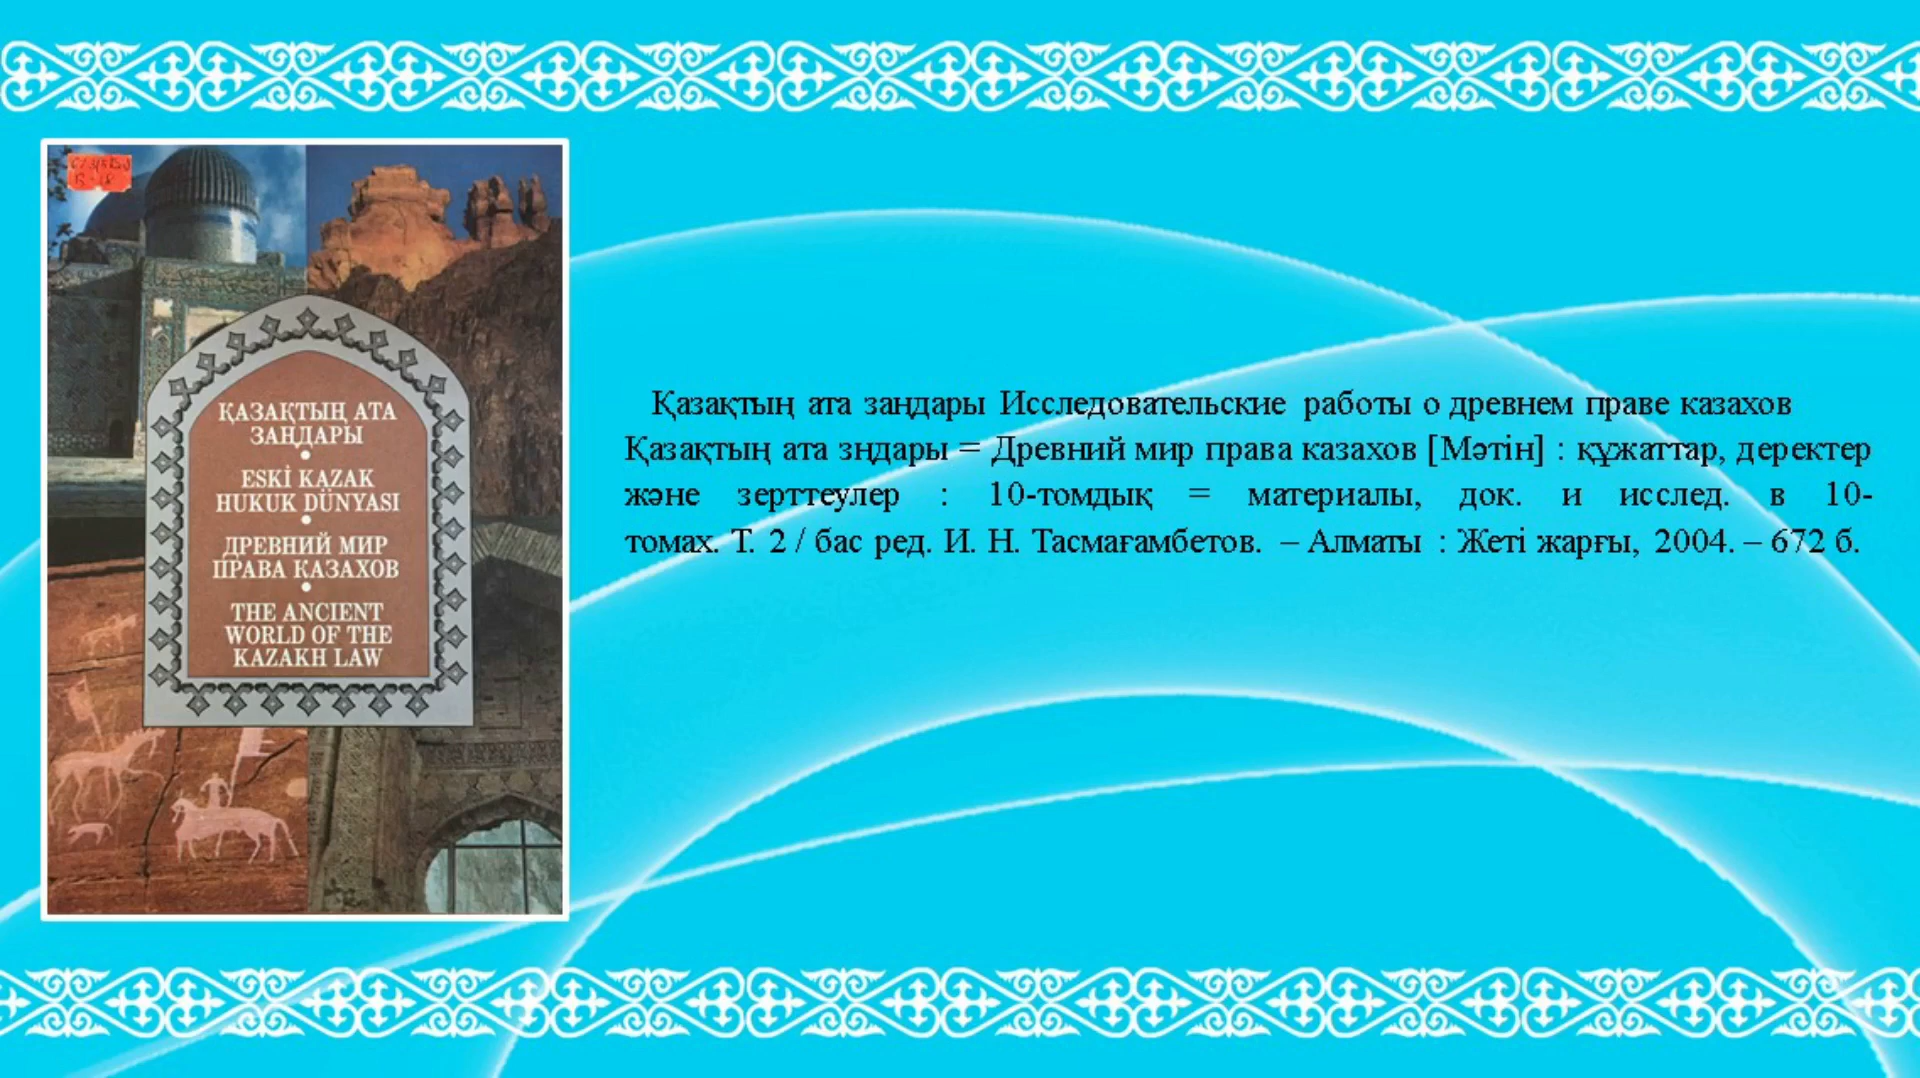 ҚАЗАҚТЫҢ АТА
ЗАҢДАРЫ
ESKİ KAZAK
HUKUK DÜNYASI
ДРЕВНИЙ МИР
ПРАВА КАЗАХОВ
THE ANCIENT
WORLD OF THE
KAZAKH LAW
Қазақтың ата заңдары Исследовательские работы о древнем праве казахов
Қазақтың ата зңдары = Древний мир права казахов [Мәтін] : құжаттар, деректер
және зерттеулер : 10-томдық = материалы, док. и исслед. в 10-
томах. Т. 2 / бас ред. И. Н. Тасмағамбетов. – Алматы : Жеті жарғы, 2004. – 672 б.